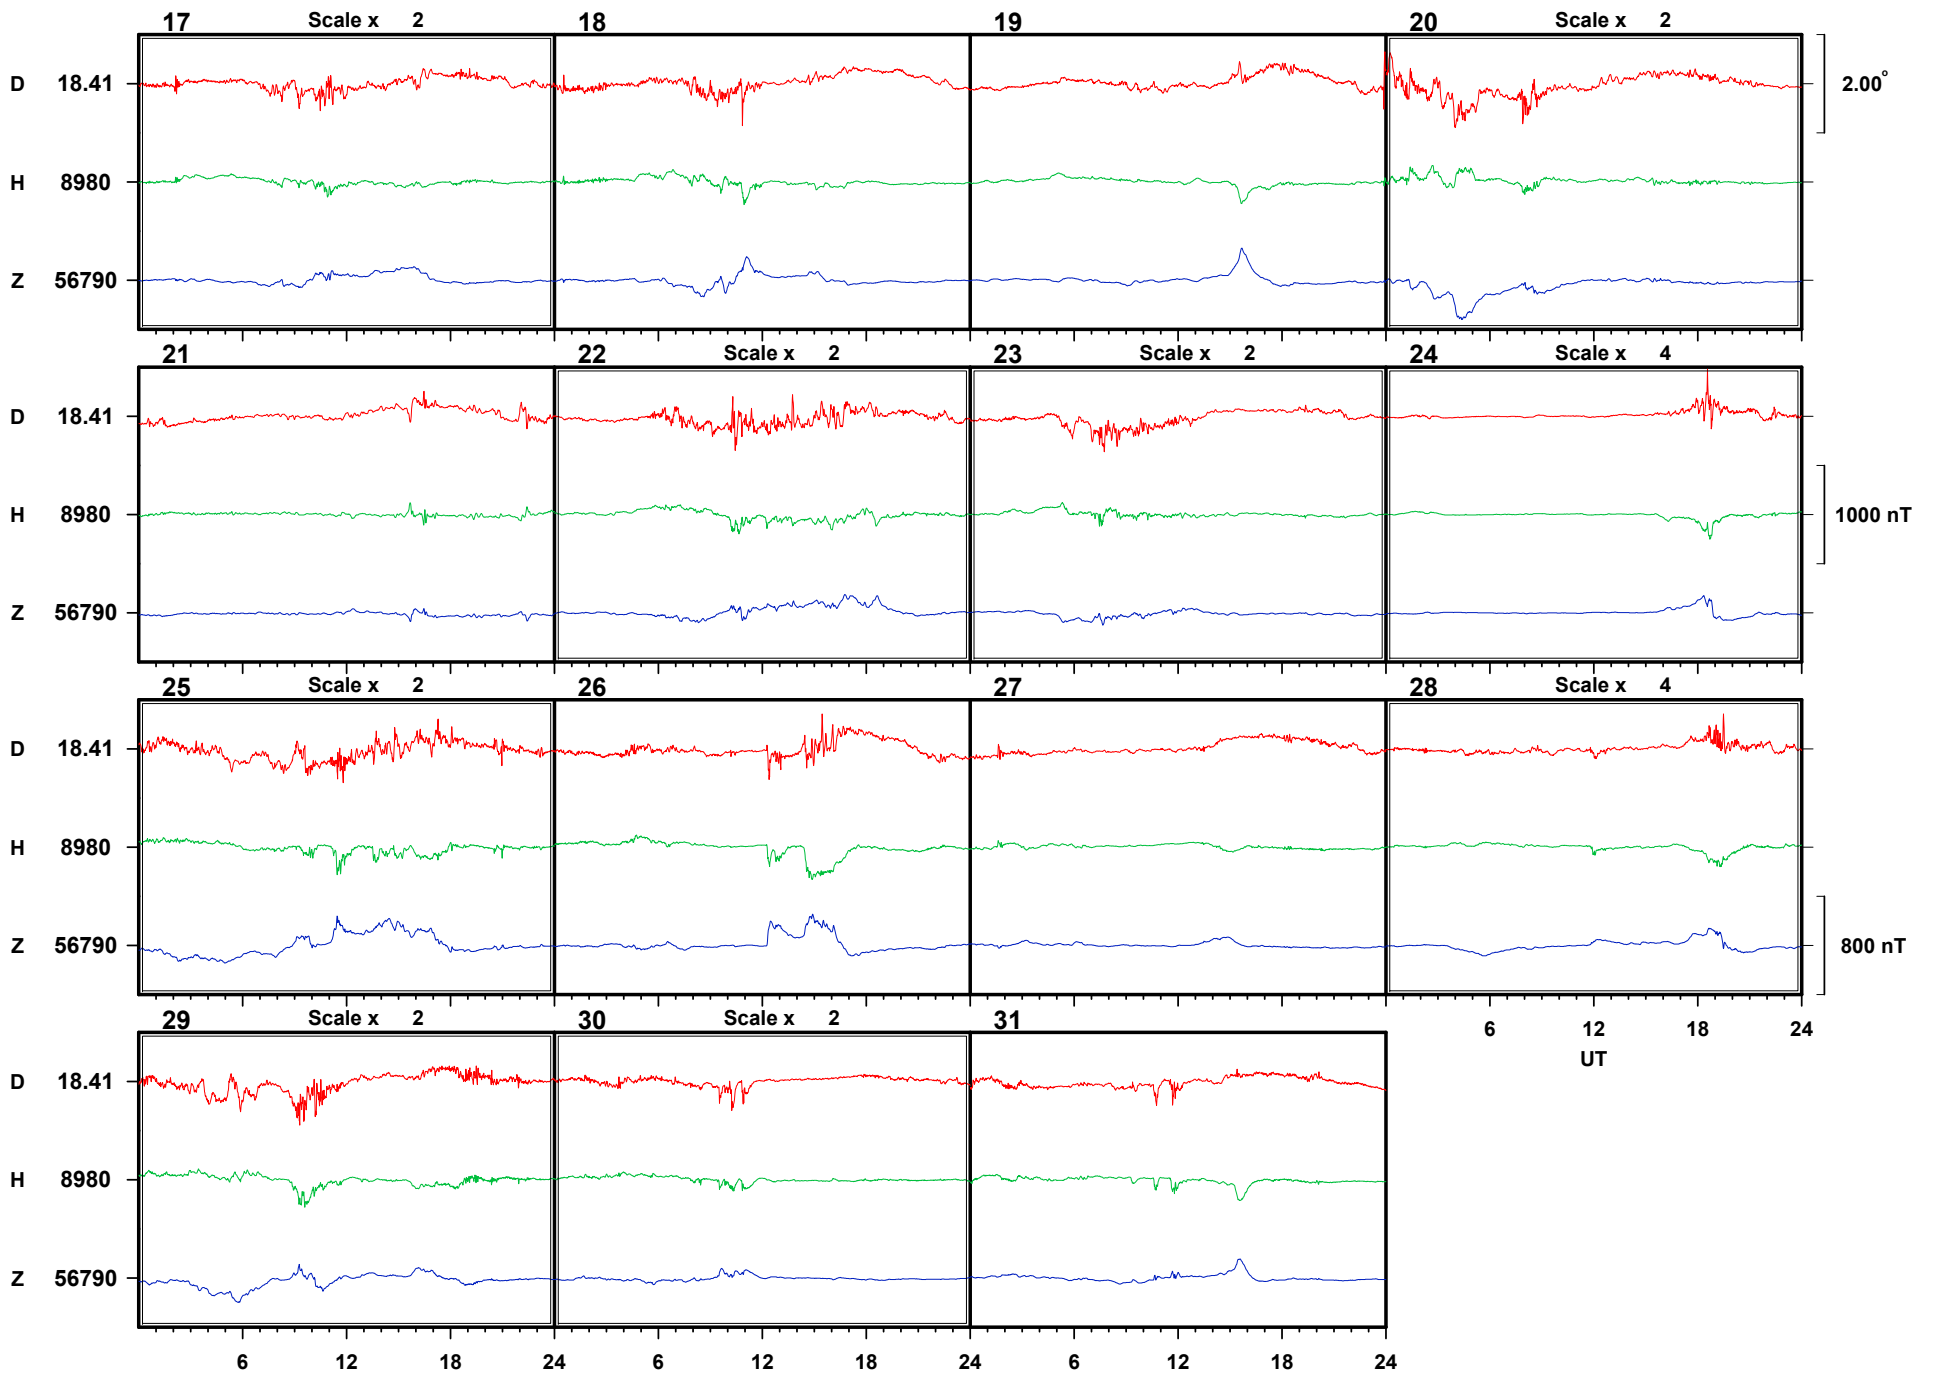 17 Scale x 2 18 19 20 Scale x 2
D 18.41 2.00°
H 8980
Z 56790
21 22 Scale x 2 23 Scale x 2 24 Scale x 4
D 18.41
H 8980 1000 nT
Z 56790
25 Scale x 2 26 27 28 Scale x 4
D 18.41
H 8980
Z 56790 800 nT
29 Scale x 2 30 Scale x 2 31
6 12 18 24
UT
D 18.41
H 8980
Z 56790
6 12 18 24 6 12 18 24 6 12 18 24